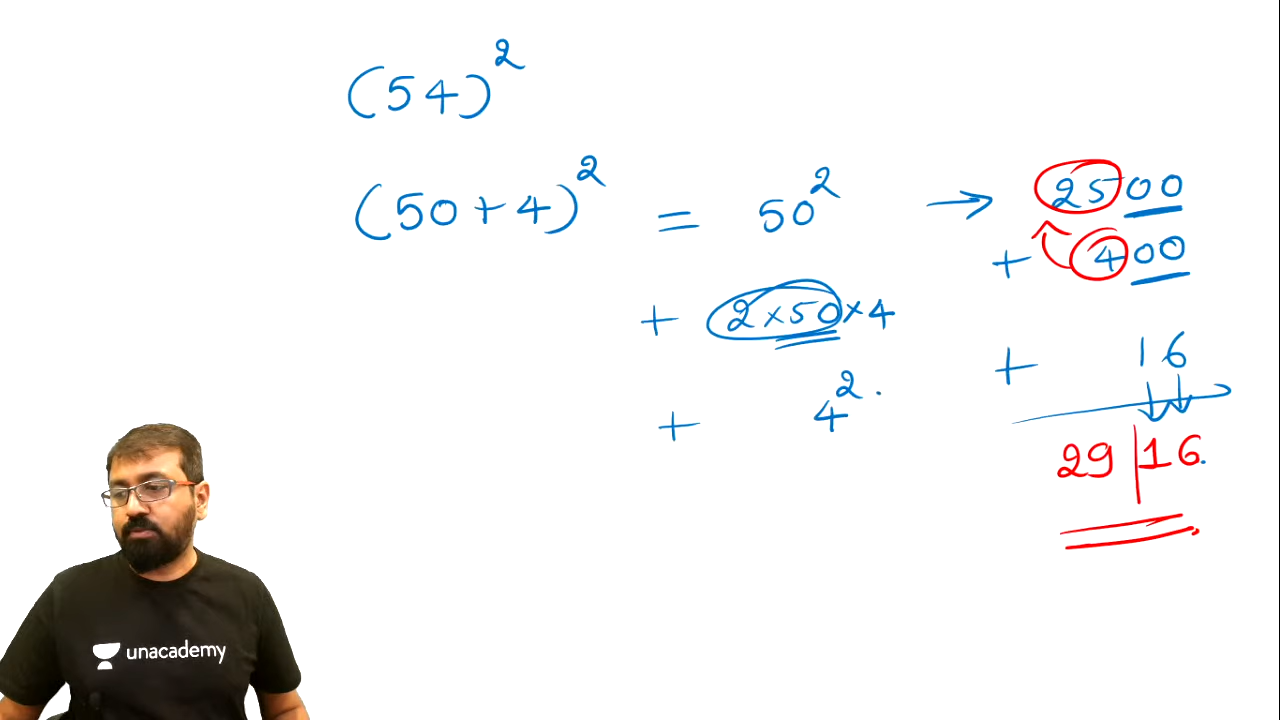 (54)²
(50+4)² = 50² → 2500
+ 2×50×4 + 400
+ 4². + 16
29|16.
unacademy